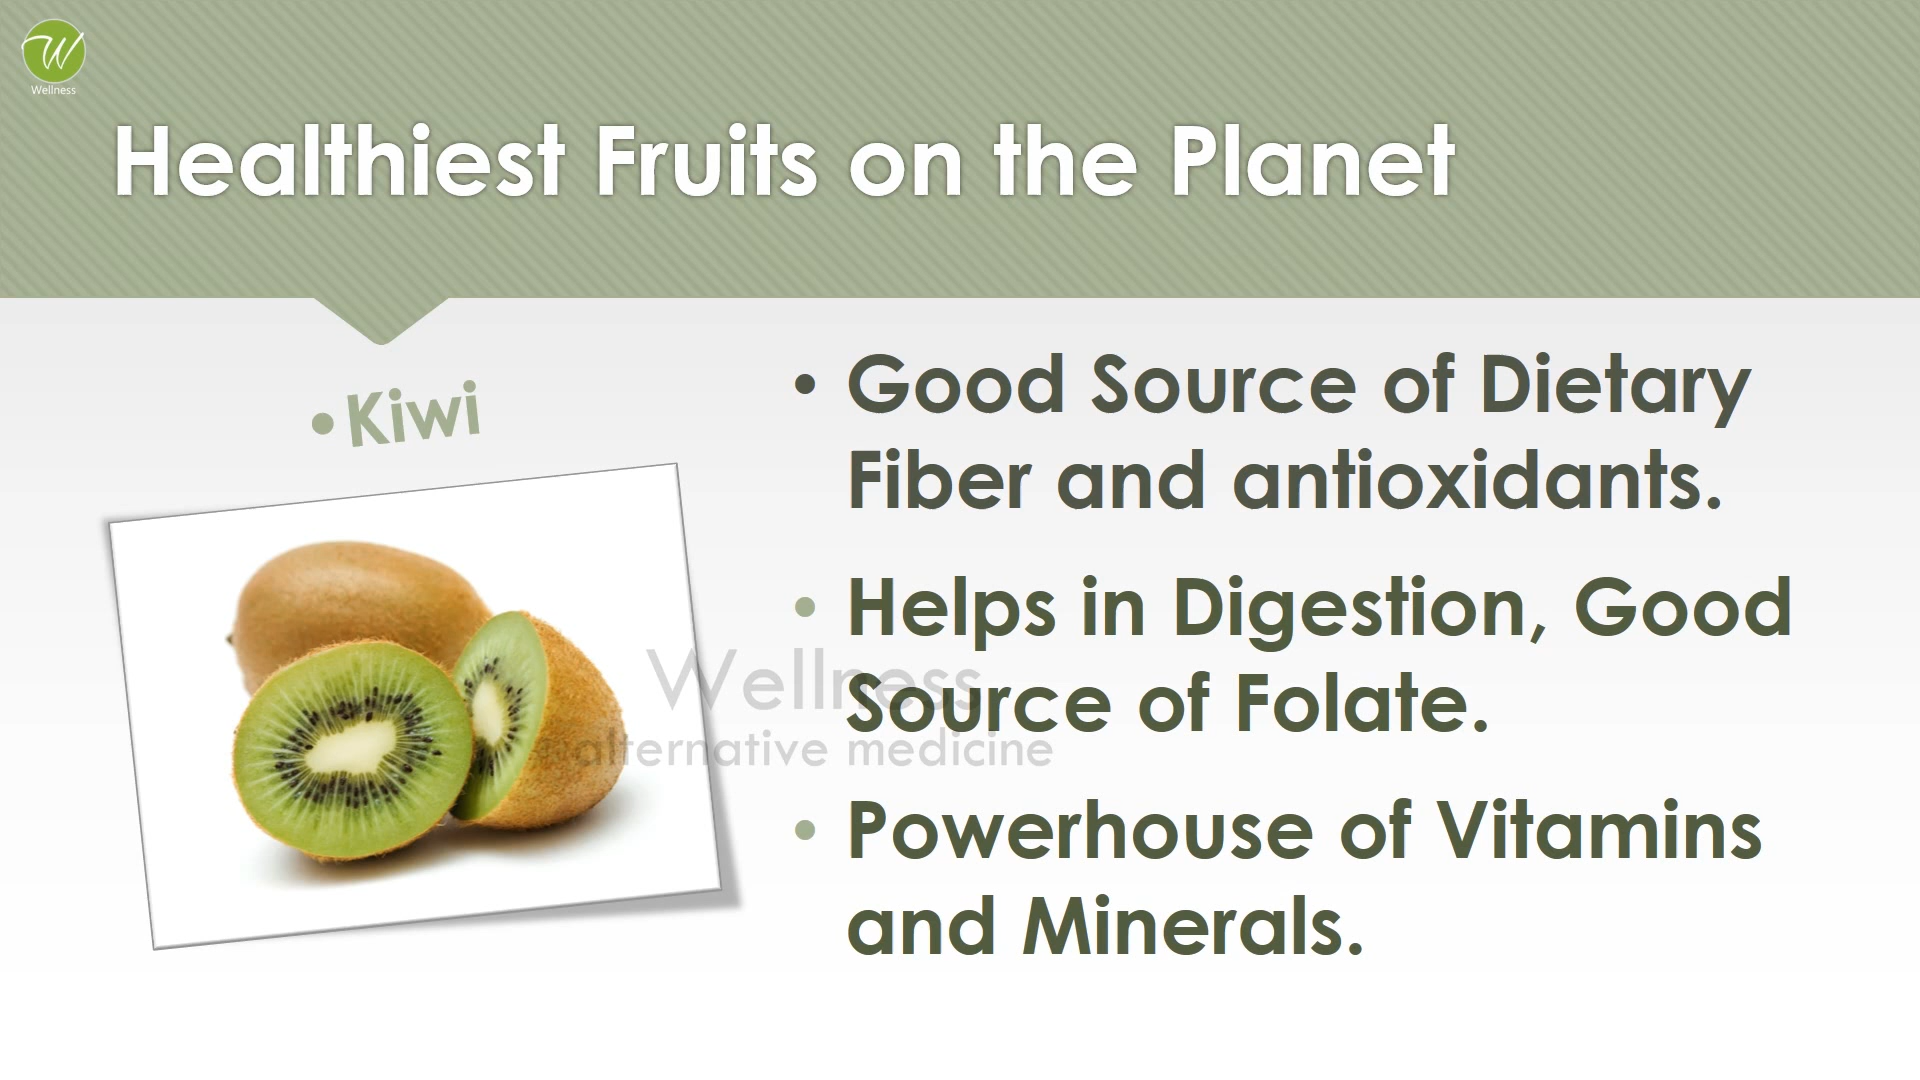 Wellness
Healthiest Fruits on the Planet
• Kiwi
• Good Source of Dietary
Fiber and antioxidants.
• Helps in Digestion, Good
Source of Folate.
• Powerhouse of Vitamins
and Minerals.
Wellness
alternative medicine